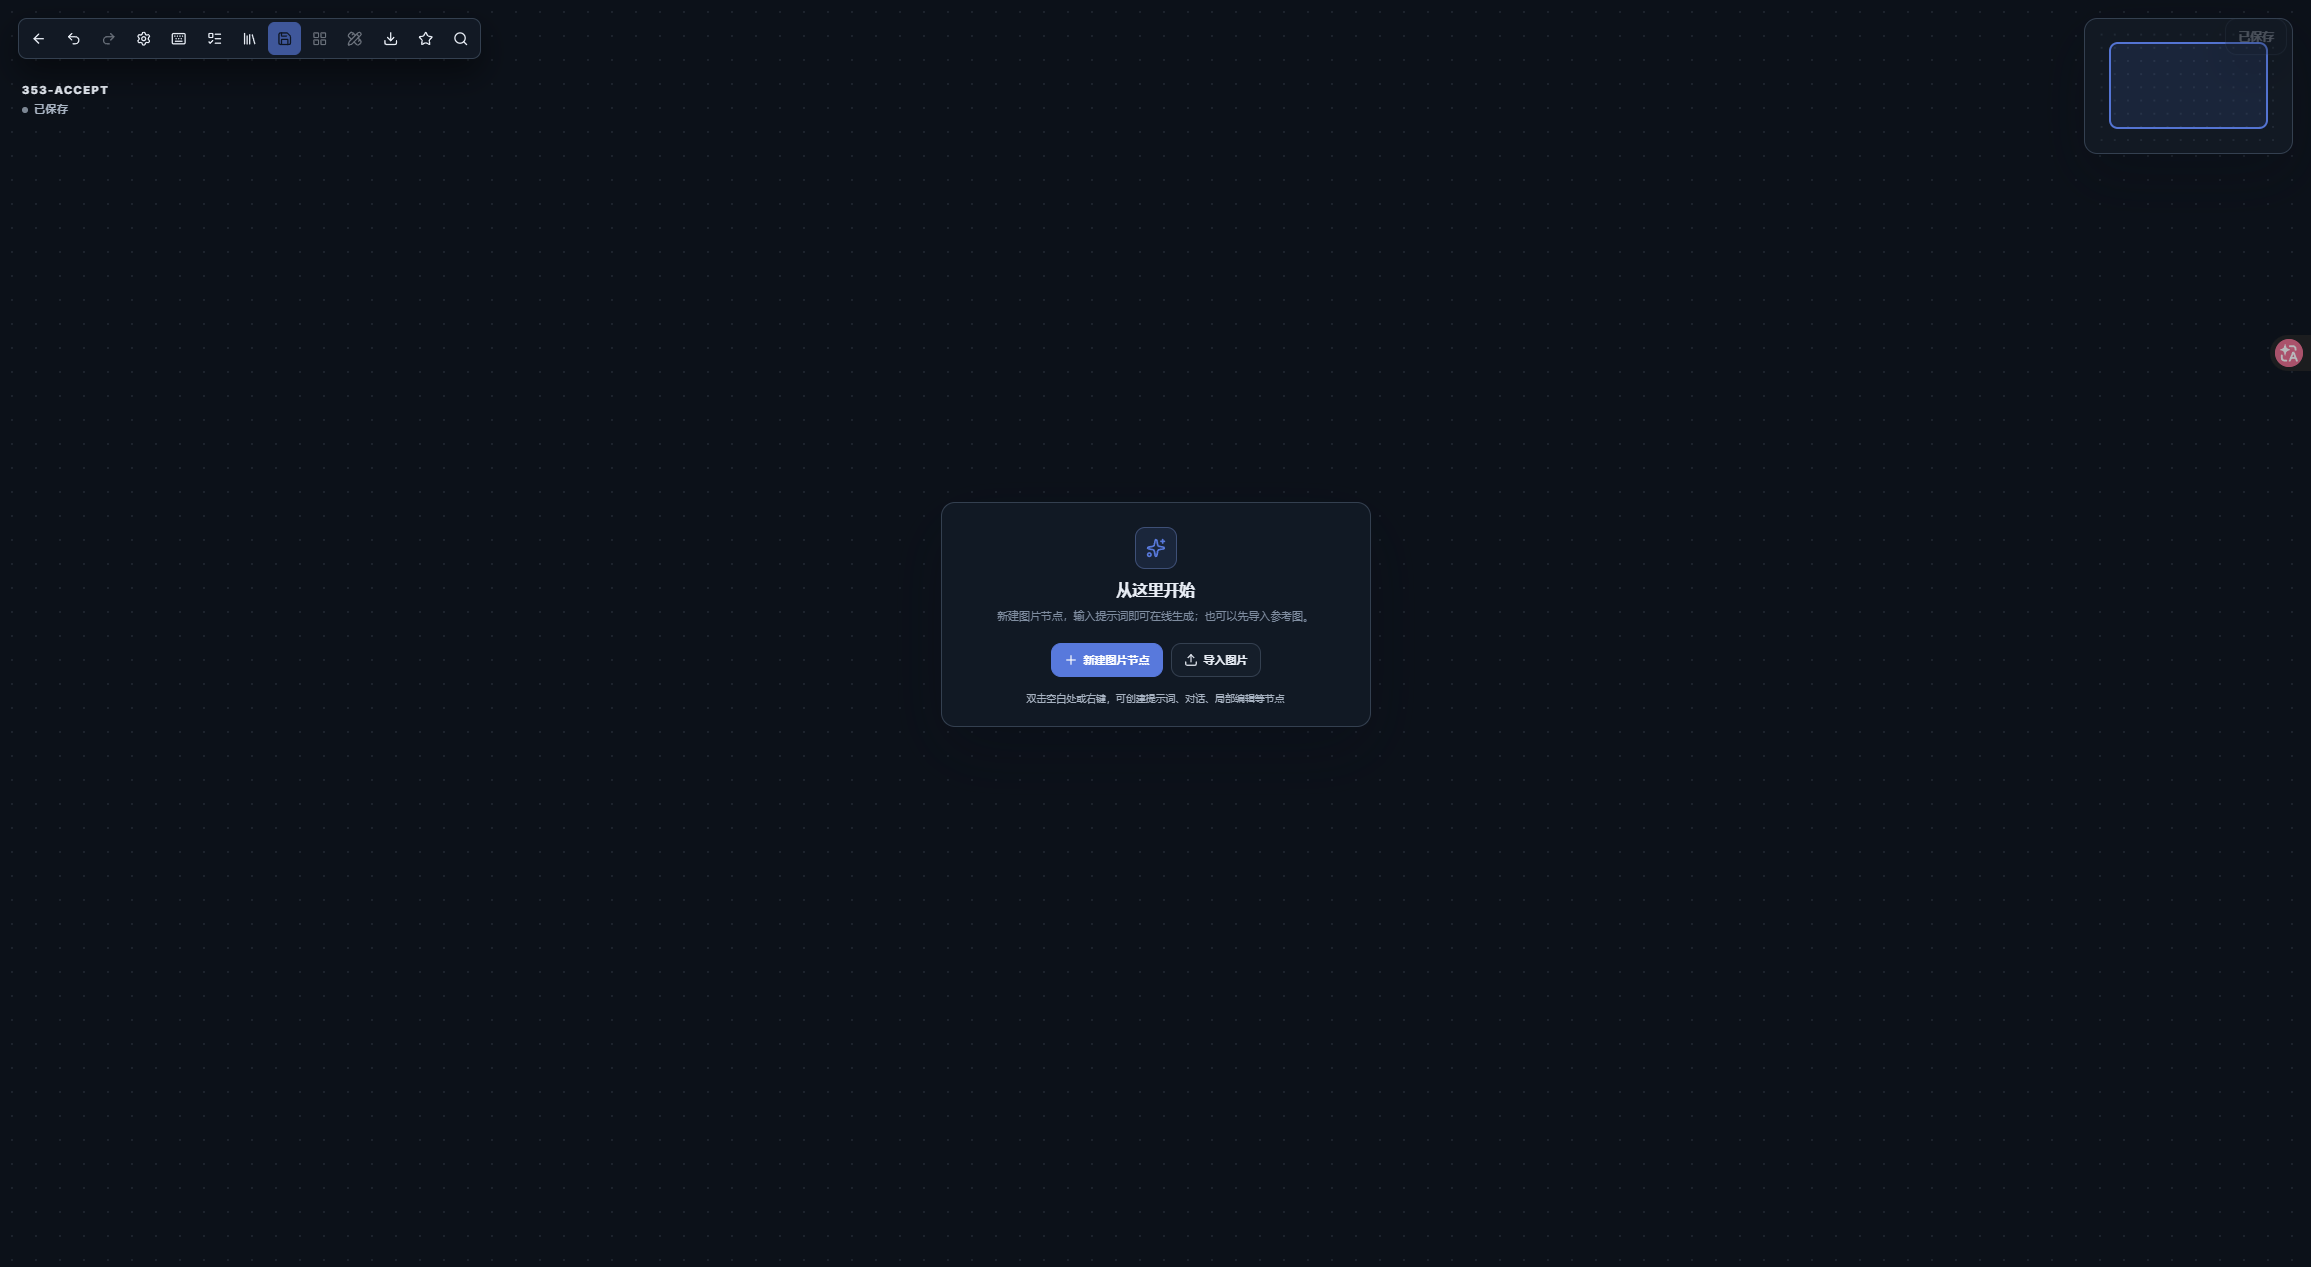 已保存
353-ACCEPT
已保存
从这里开始
新建图片节点，输入提示词即可在线生成；也可以先导入参考图。
新建图片节点
导入图片
双击空白处或右键，可创建提示词、对话、局部编辑等节点